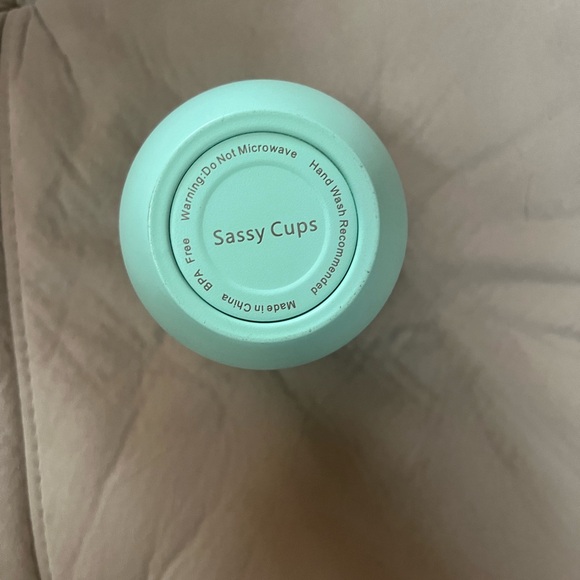 Warning:Do Not Microwave
Hand Wash Recommended
Made in China
BPA Free
Sassy Cups